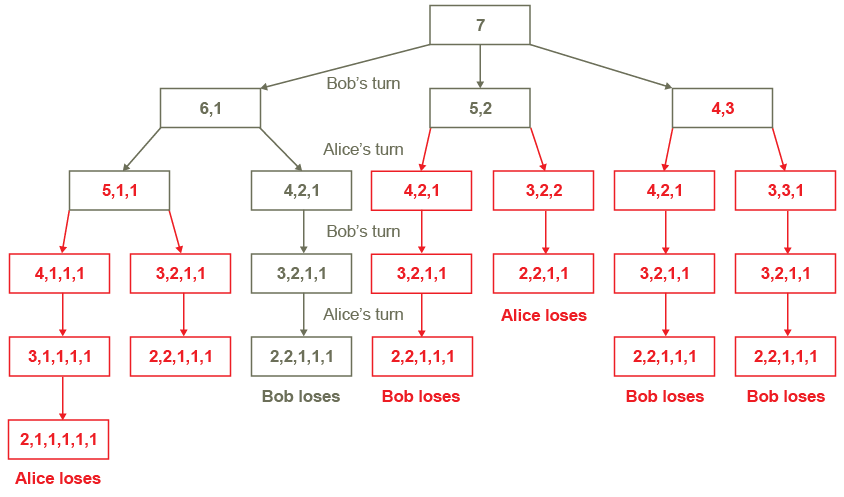 7
Bob's turn
6,1
5,2
4,3
Alice's turn
5,1,1
4,2,1
4,2,1
3,2,2
4,2,1
3,3,1
Bob's turn
4,1,1,1
3,2,1,1
3,2,1,1
3,2,1,1
2,2,1,1
3,2,1,1
3,2,1,1
Alice's turn
Alice loses
3,1,1,1,1
2,2,1,1,1
2,2,1,1,1
2,2,1,1,1
2,2,1,1,1
2,2,1,1,1
Bob loses
Bob loses
Bob loses
Bob loses
2,1,1,1,1,1
Alice loses